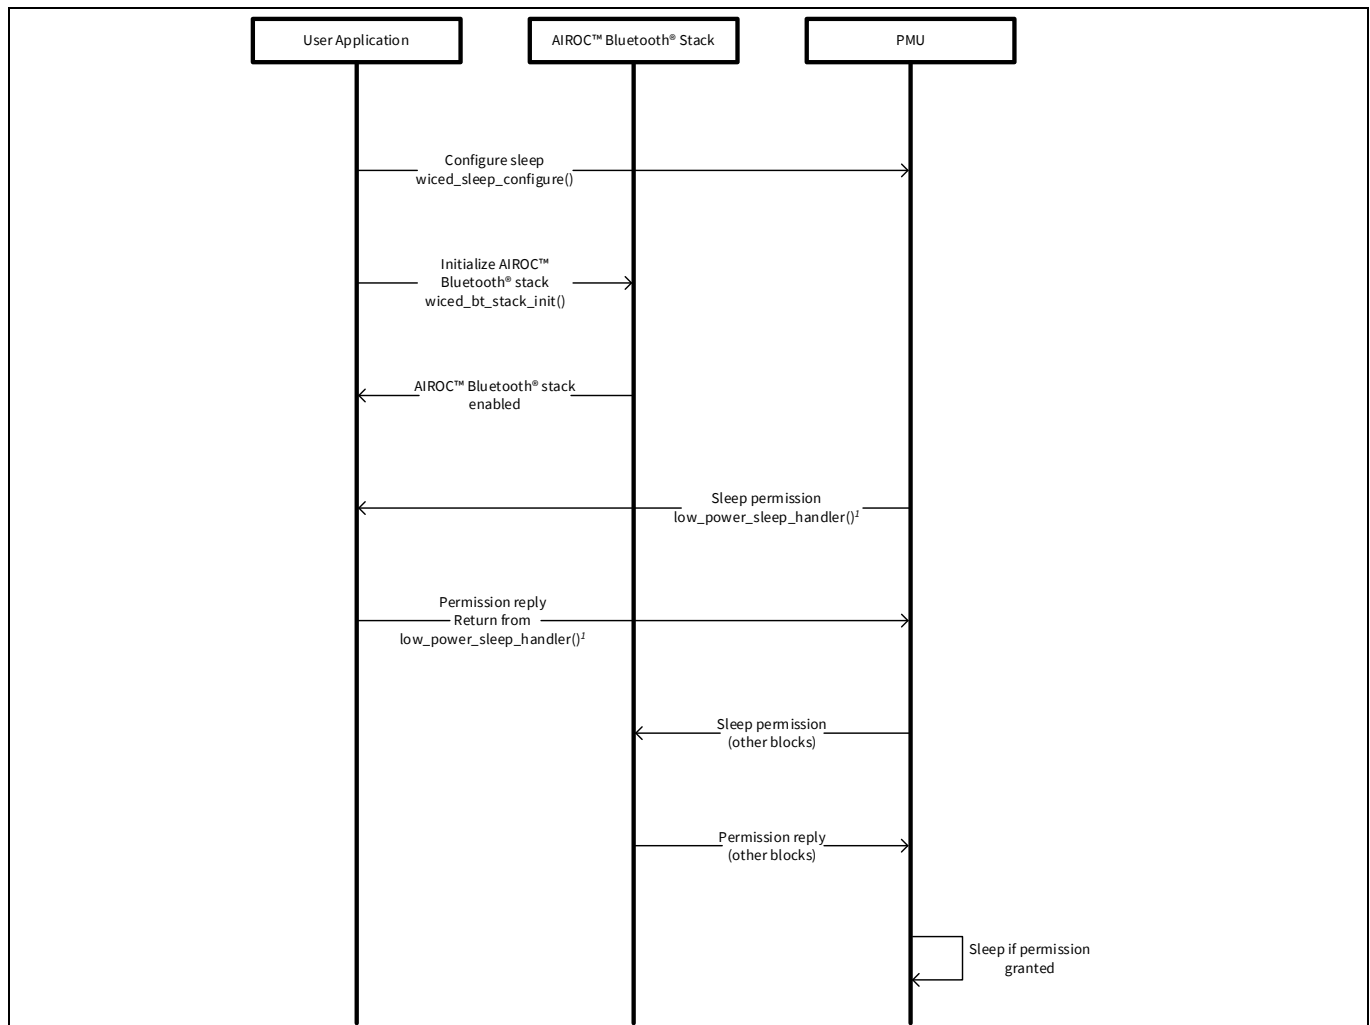 User Application
AIROC™ Bluetooth® Stack
PMU
Configure sleep
wiced_sleep_configure()
Initialize AIROC™
Bluetooth® stack
wiced_bt_stack_init()
AIROC™ Bluetooth® stack
enabled
Sleep permission
low_power_sleep_handler()¹
Permission reply
Return from
low_power_sleep_handler()¹
Sleep permission
(other blocks)
Permission reply
(other blocks)
Sleep if permission
granted